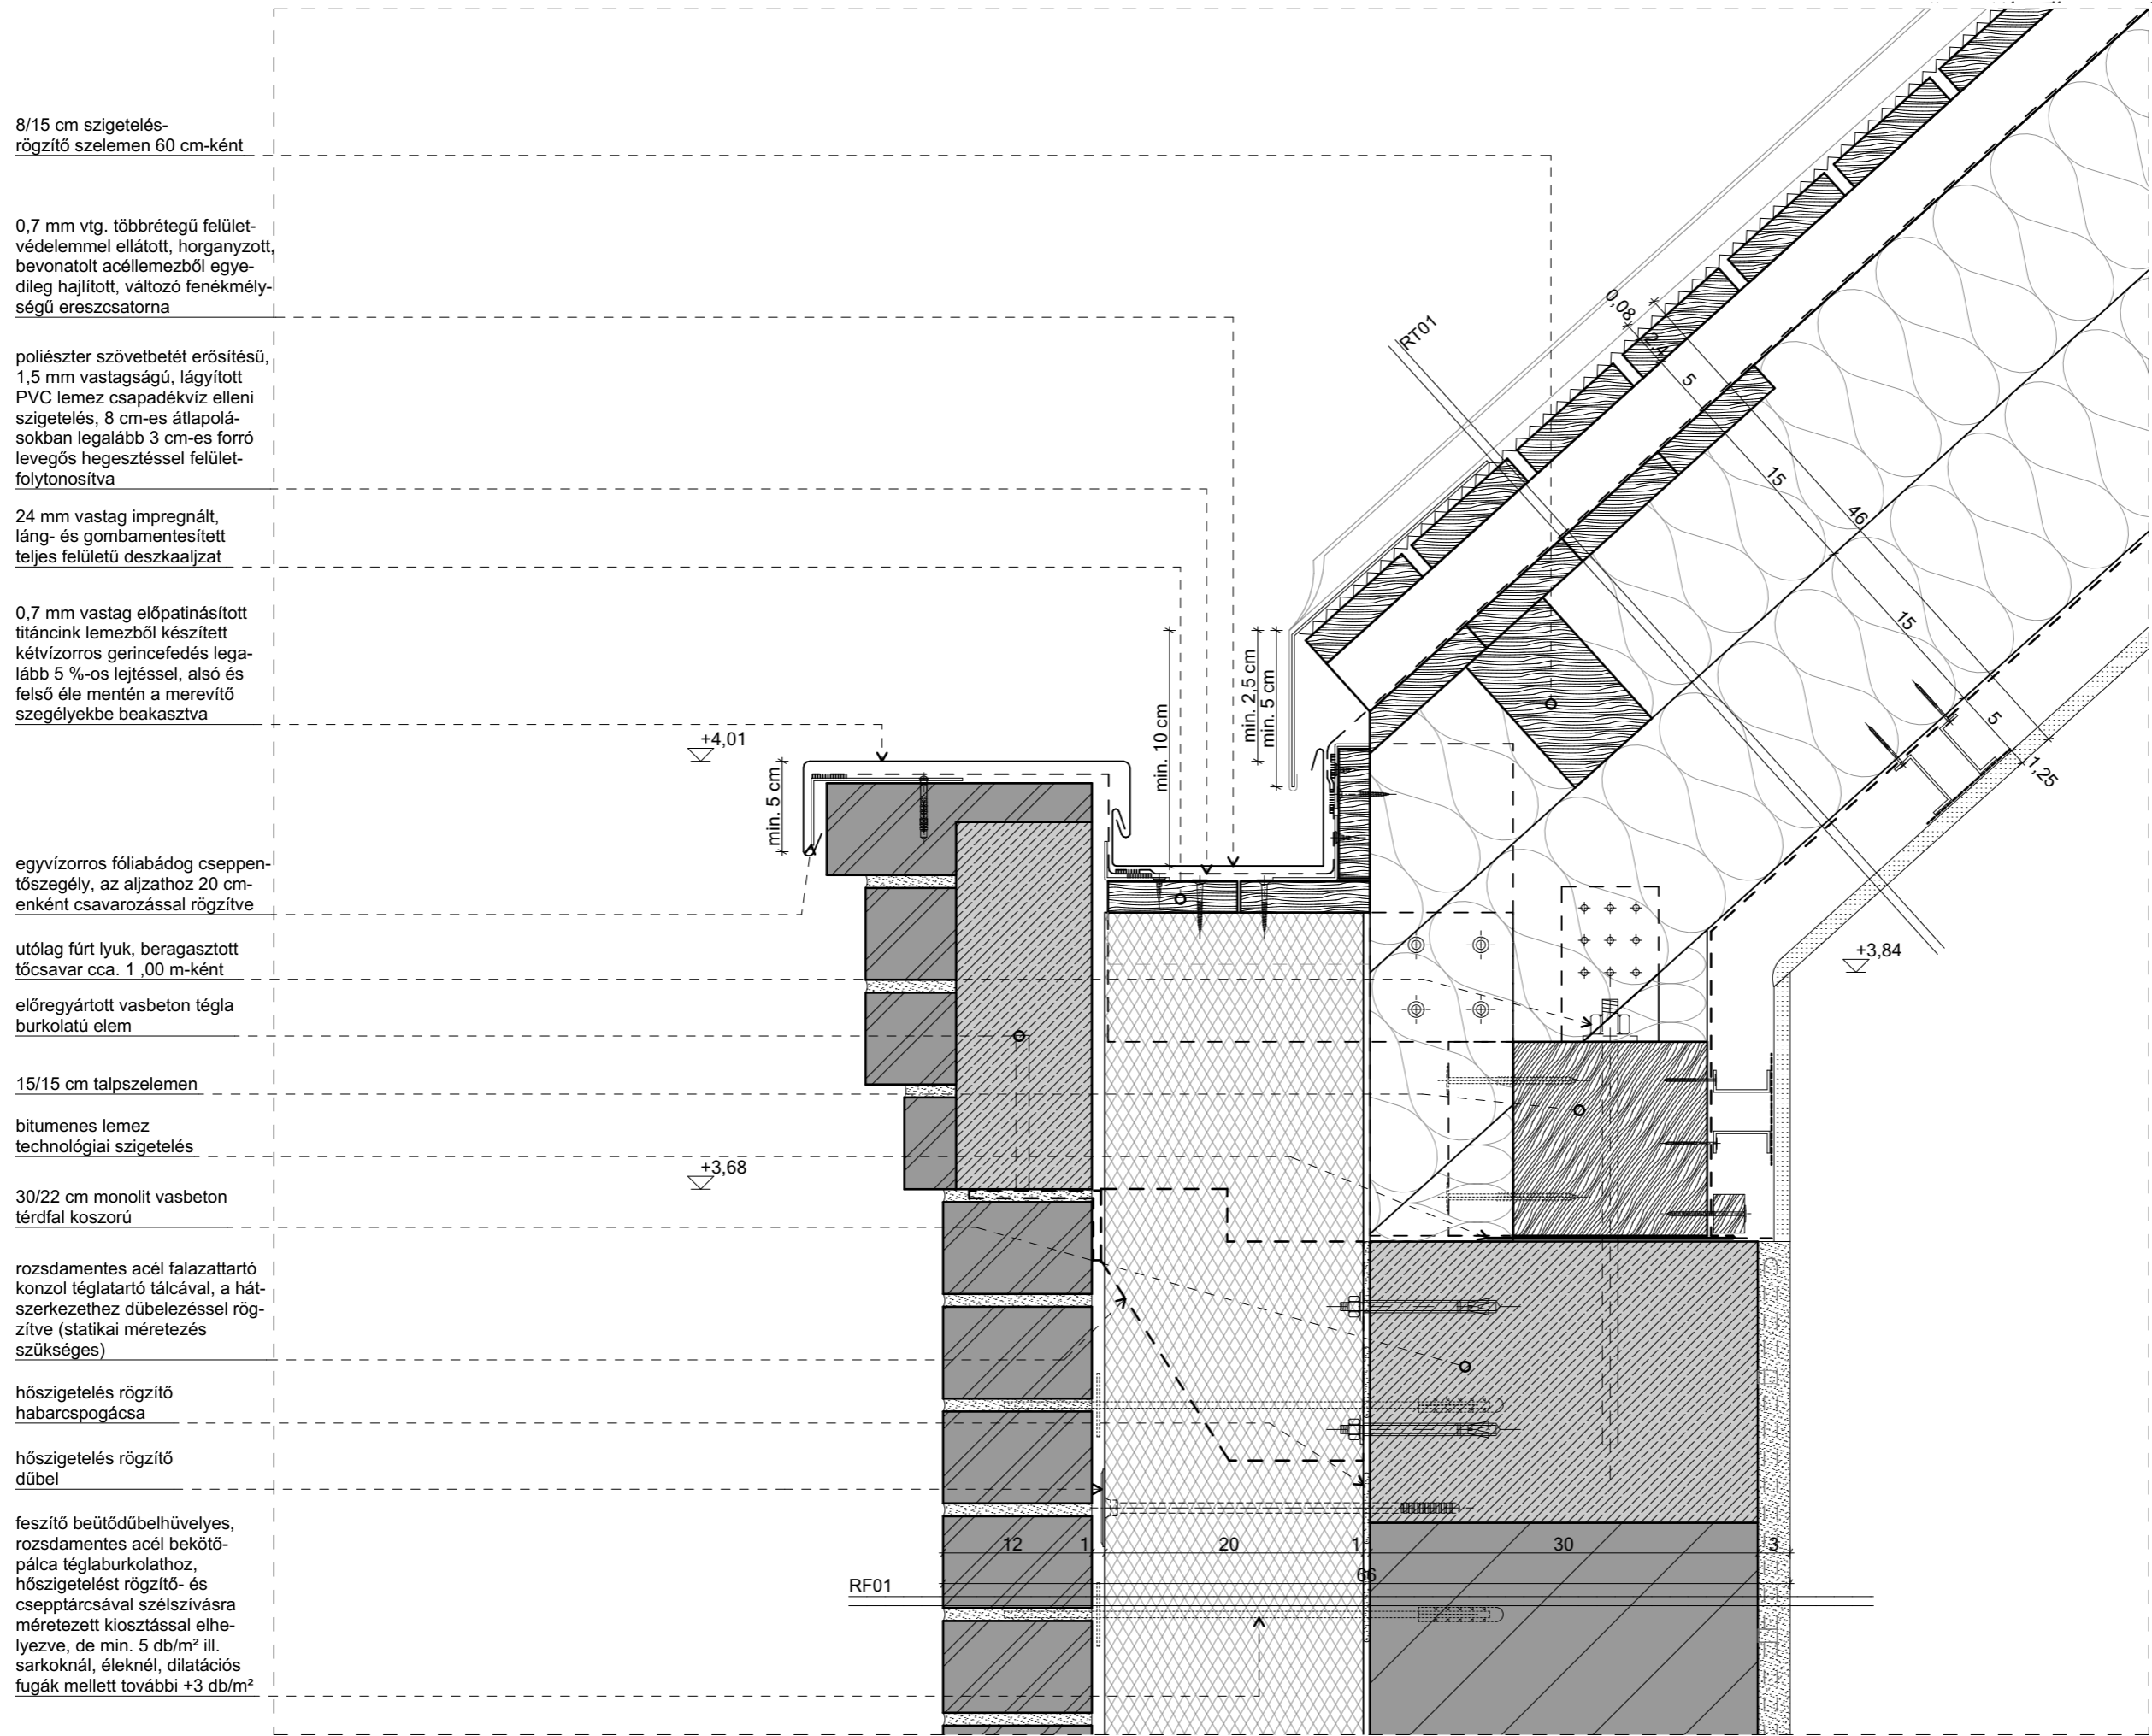 8/15 cm szigetelés-
rögzítő szelemen 60 cm-ként
0,7 mm vtg. többrétegű felület-
védelemmel ellátott, horganyzott,
bevonatolt acéllemezből egye-
dileg hajlított, változó fenékmély-
ségű ereszcsatorna
poliészter szövetbetét erősítésű,
1,5 mm vastagságú, lágyított
PVC lemez csapadékvíz elleni
szigetelés, 8 cm-es átlapolá-
sokban legalább 3 cm-es forró
levegős hegesztéssel felület-
folytonosítva
24 mm vastag impregnált,
láng- és gombamentesített
teljes felületű deszkaaljzat
0,7 mm vastag előpatinásított
titáncink lemezből készített
kétvízorros gerincefedés lega-
lább 5 %-os lejtéssel, alsó és
felső éle mentén a merevítő
szegélyekbe beakasztva
egyvízorros fóliabádog cseppen-
tőszegély, az aljzathoz 20 cm-
enként csavarozással rögzítve
utólag fúrt lyuk, beragasztott
tőcsavar cca. 1 ,00 m-ként
előregyártott vasbeton tégla
burkolatú elem
15/15 cm talpszelemen
bitumenes lemez
technológiai szigetelés
30/22 cm monolit vasbeton
térdfal koszorú
rozsdamentes acél falazattartó
konzol téglatartó tálcával, a hát-
szerkezethez dübelezéssel rög-
zítve (statikai méretezés
szükséges)
hőszigetelés rögzítő
habarcspogácsa
hőszigetelés rögzítő
dűbel
feszítő beütődűbelhüvelyes,
rozsdamentes acél bekötő-
pálca téglaburkolathoz,
hőszigetelést rögzítő- és
csepptárcsával szélszívásra
méretezett kiosztással elhe-
lyezve, de min. 5 db/m² ill.
sarkoknál, éleknél, dilatációs
fugák mellett további +3 db/m²
RT01
0,08
2,4
5
15
46
15
5
1,25
+4,01
min. 5 cm
min. 10 cm
min. 2,5 cm
min. 5 cm
+3,84
+3,68
12
1
20
1
30
3
66
RF01